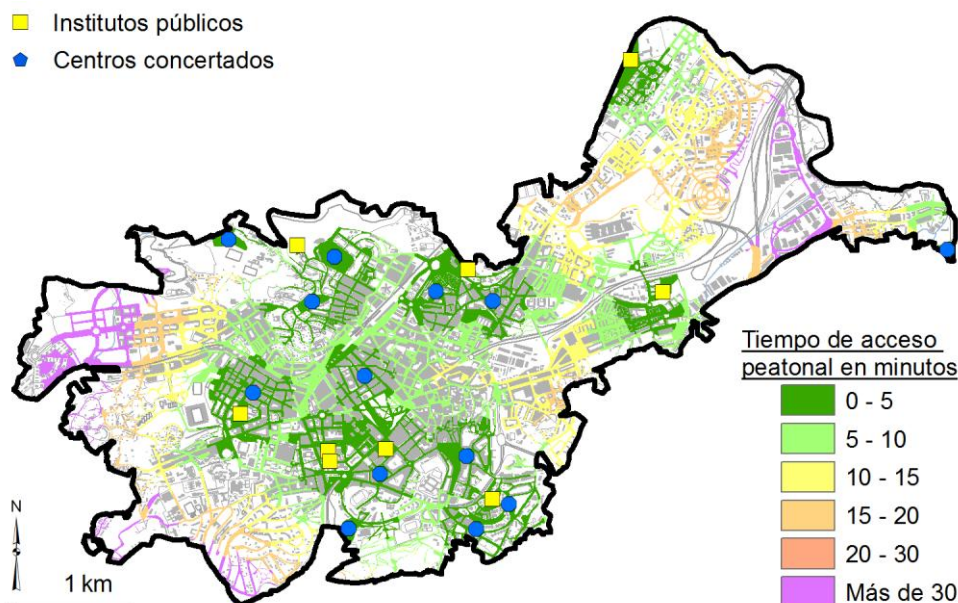 Institutos públicos
Centros concertados
Tiempo de acceso
peatonal en minutos
0 - 5
5 - 10
10 - 15
15 - 20
20 - 30
Más de 30
N
1 km